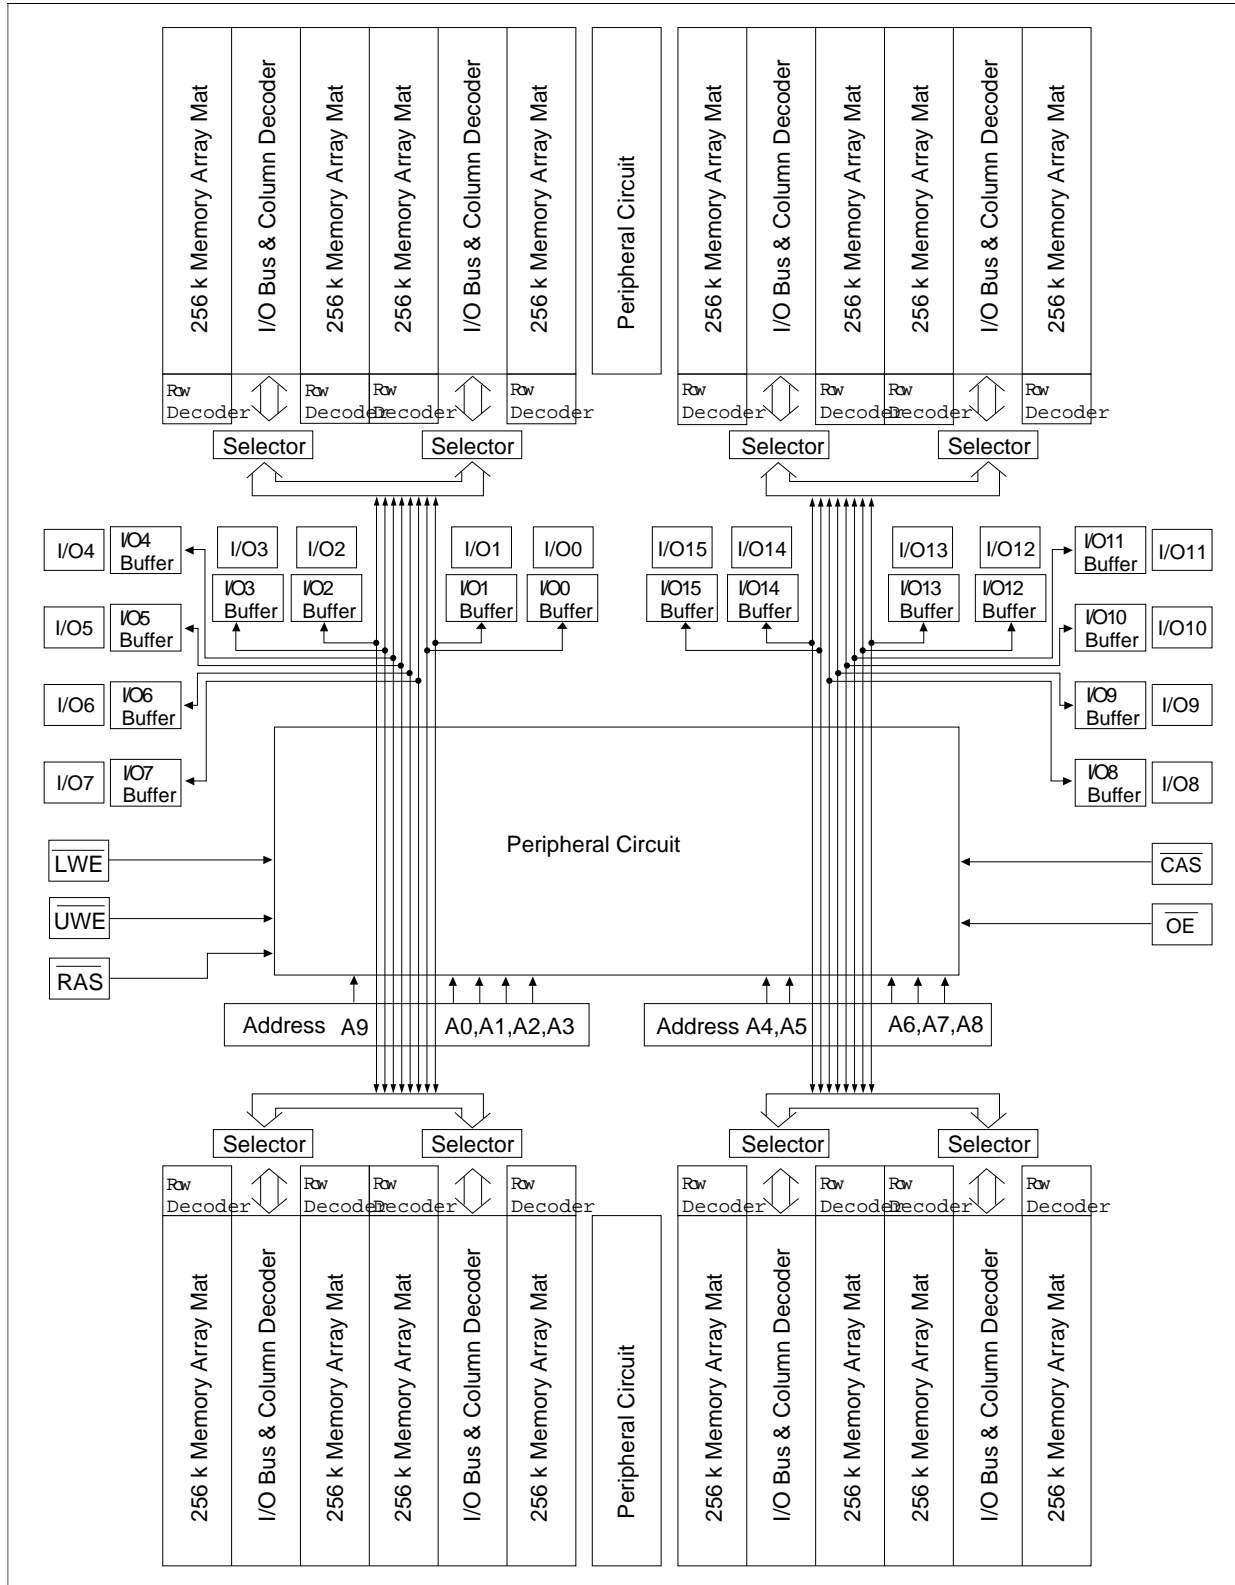 256 k Memory Array Mat
I/O Bus & Column Decoder
256 k Memory Array Mat
256 k Memory Array Mat
I/O Bus & Column Decoder
256 k Memory Array Mat
Peripheral Circuit
256 k Memory Array Mat
I/O Bus & Column Decoder
256 k Memory Array Mat
256 k Memory Array Mat
I/O Bus & Column Decoder
256 k Memory Array Mat
Row
Decoder
Row
Decoder
Row
Decoder
Row
Decoder
Row
Decoder
Row
Decoder
Row
Decoder
Row
Decoder
Selector
Selector
Selector
Selector
I/O4
I/O4
Buffer
I/O3
I/O2
I/O1
I/O0
I/O15
I/O14
I/O13
I/O12
I/O11
Buffer
I/O11
I/O3
Buffer
I/O2
Buffer
I/O1
Buffer
I/O0
Buffer
I/O15
Buffer
I/O14
Buffer
I/O13
Buffer
I/O12
Buffer
I/O5
I/O5
Buffer
I/O10
Buffer
I/O10
I/O6
I/O6
Buffer
I/O9
Buffer
I/O9
I/O7
I/O7
Buffer
I/O8
Buffer
I/O8
Peripheral Circuit
LWE
CAS
UWE
OE
RAS
Address A9 A0,A1,A2,A3
Address A4,A5 A6,A7,A8
Selector
Selector
Selector
Selector
Row
Decoder
Row
Decoder
Row
Decoder
Row
Decoder
Row
Decoder
Row
Decoder
Row
Decoder
Row
Decoder
256 k Memory Array Mat
I/O Bus & Column Decoder
256 k Memory Array Mat
256 k Memory Array Mat
I/O Bus & Column Decoder
256 k Memory Array Mat
Peripheral Circuit
256 k Memory Array Mat
I/O Bus & Column Decoder
256 k Memory Array Mat
256 k Memory Array Mat
I/O Bus & Column Decoder
256 k Memory Array Mat